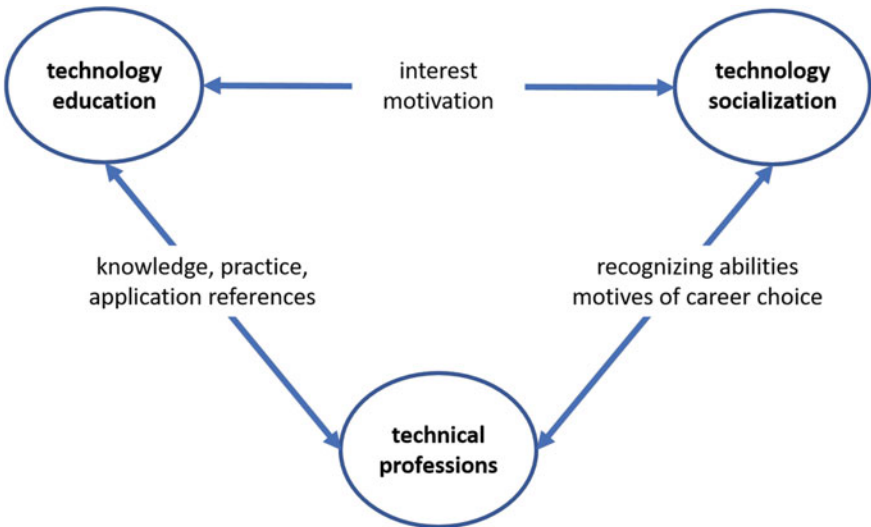 technology
education
interest
motivation
technology
socialization
knowledge, practice,
application references
recognizing abilities
motives of career choice
technical
professions